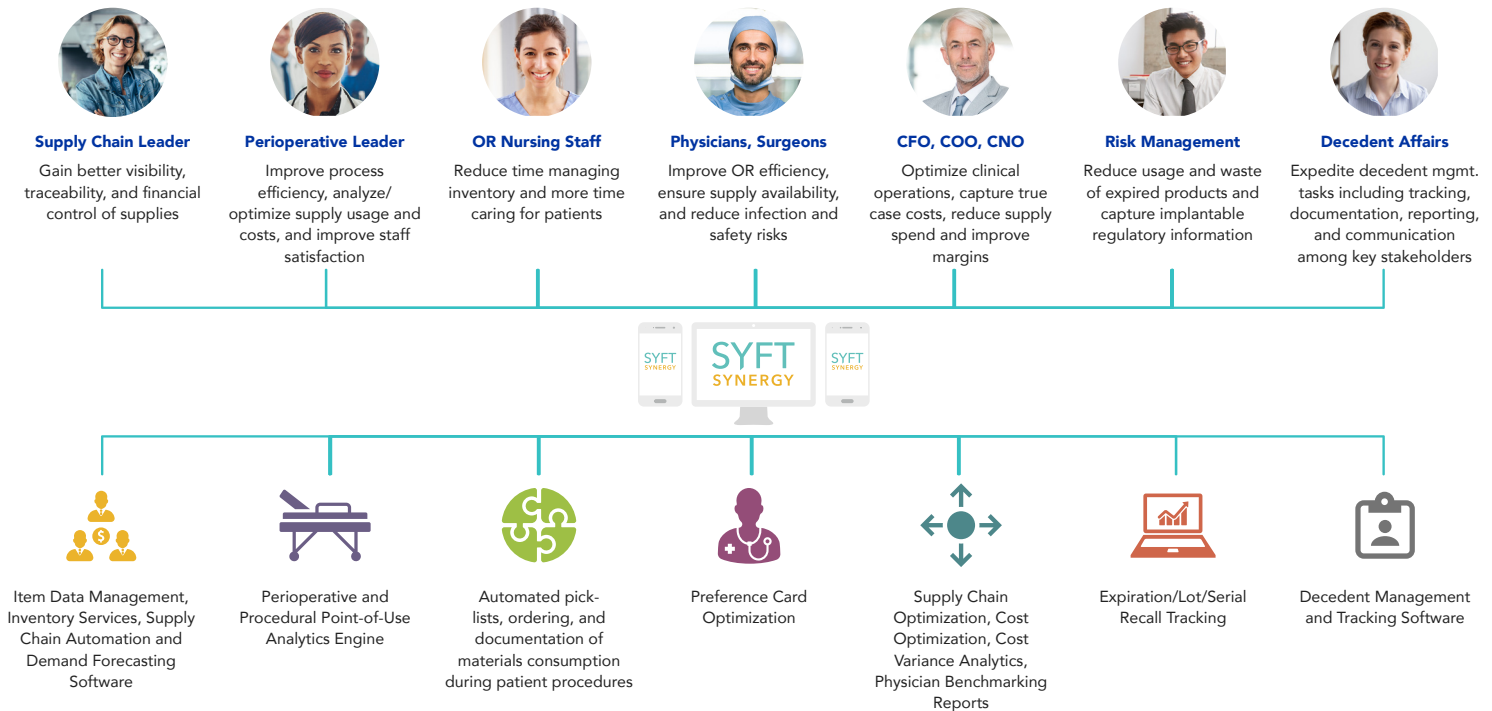 Supply Chain Leader
Gain better visibility,
traceability, and financial
control of supplies
Perioperative Leader
Improve process
efficiency, analyze/
optimize supply usage and
costs, and improve staff
satisfaction
OR Nursing Staff
Reduce time managing
inventory and more time
caring for patients
Physicians, Surgeons
Improve OR efficiency,
ensure supply availability,
and reduce infection and
safety risks
CFO, COO, CNO
Optimize clinical
operations, capture true
case costs, reduce supply
spend and improve
margins
Risk Management
Reduce usage and waste
of expired products and
capture implantable
regulatory information
Decedent Affairs
Expedite decedent mgmt.
tasks including tracking,
documentation, reporting,
and communication
among key stakeholders
SYFT
SYNERGY
SYFT
SYNERGY
SYFT
SYNERGY
$
Item Data Management,
Inventory Services, Supply
Chain Automation and
Demand Forecasting
Software
Perioperative and
Procedural Point-of-Use
Analytics Engine
Automated pick-
lists, ordering, and
documentation of
materials consumption
during patient procedures
Preference Card
Optimization
Supply Chain
Optimization, Cost
Optimization, Cost
Variance Analytics,
Physician Benchmarking
Reports
Expiration/Lot/Serial
Recall Tracking
Decedent Management
and Tracking Software